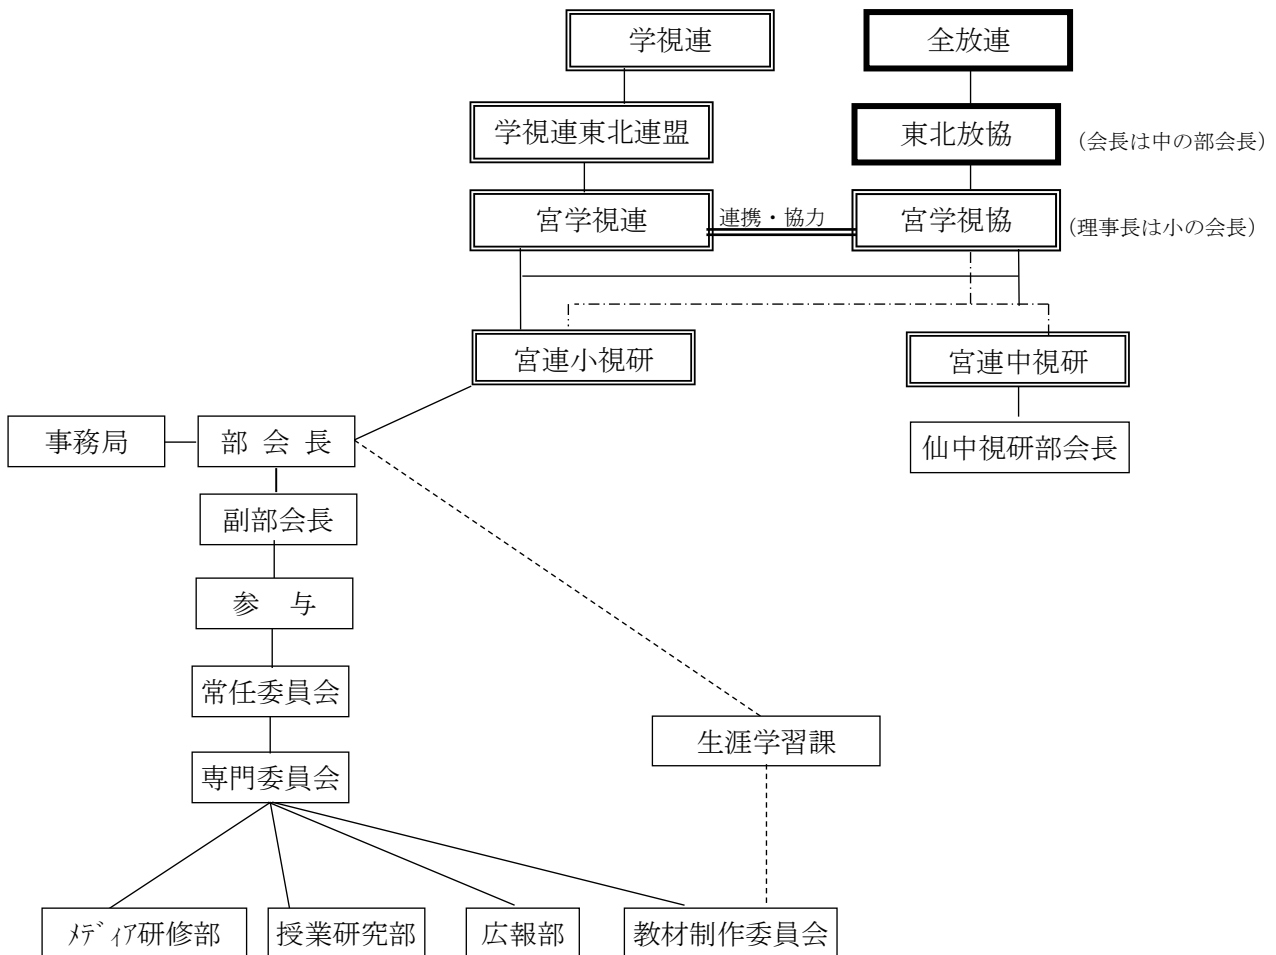 学視連
全放連
学視連東北連盟
東北放協
（会長は中の部会長）
宮学視連
連携・協力
宮学視協
（理事長は小の会長）
宮連小視研
宮連中視研
事務局
部 会 長
仙中視研部会長
副部会長
参　与
常任委員会
生涯学習課
専門委員会
ﾒﾃﾞｨｱ研修部
授業研究部
広報部
教材制作委員会